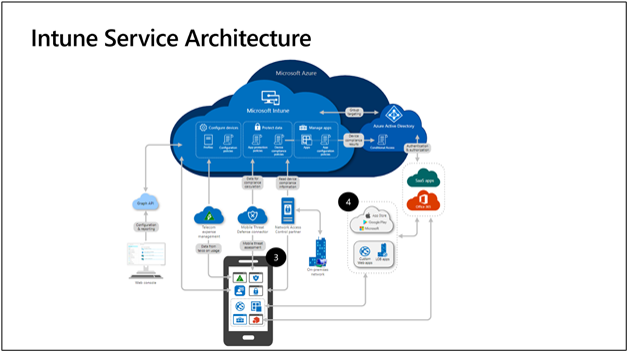 Intune Service Architecture
Microsoft Azure
Microsoft Intune
Group
targeting
Azure Active Directory
Configure devices
Protect data
Manage apps
Profiles
Configuration
policies
App protection
policies
Device
compliance
policies
Apps
App
configuration
policies
Device
compliance
results
Conditional Access
Authentication
& authorization
Data for
compliance
calculation
Read device
compliance
information
SaaS apps
Office 365
Graph API
Configuration
& reporting
Web console
Telecom
expense
management
Mobile Threat
Defense connector
Network Access
Control partner
Data from
telco on usage
Mobile threat
assessment
On-premises
network
3
4
App Store
Google Play
Microsoft
Custom
Web apps
LOB apps